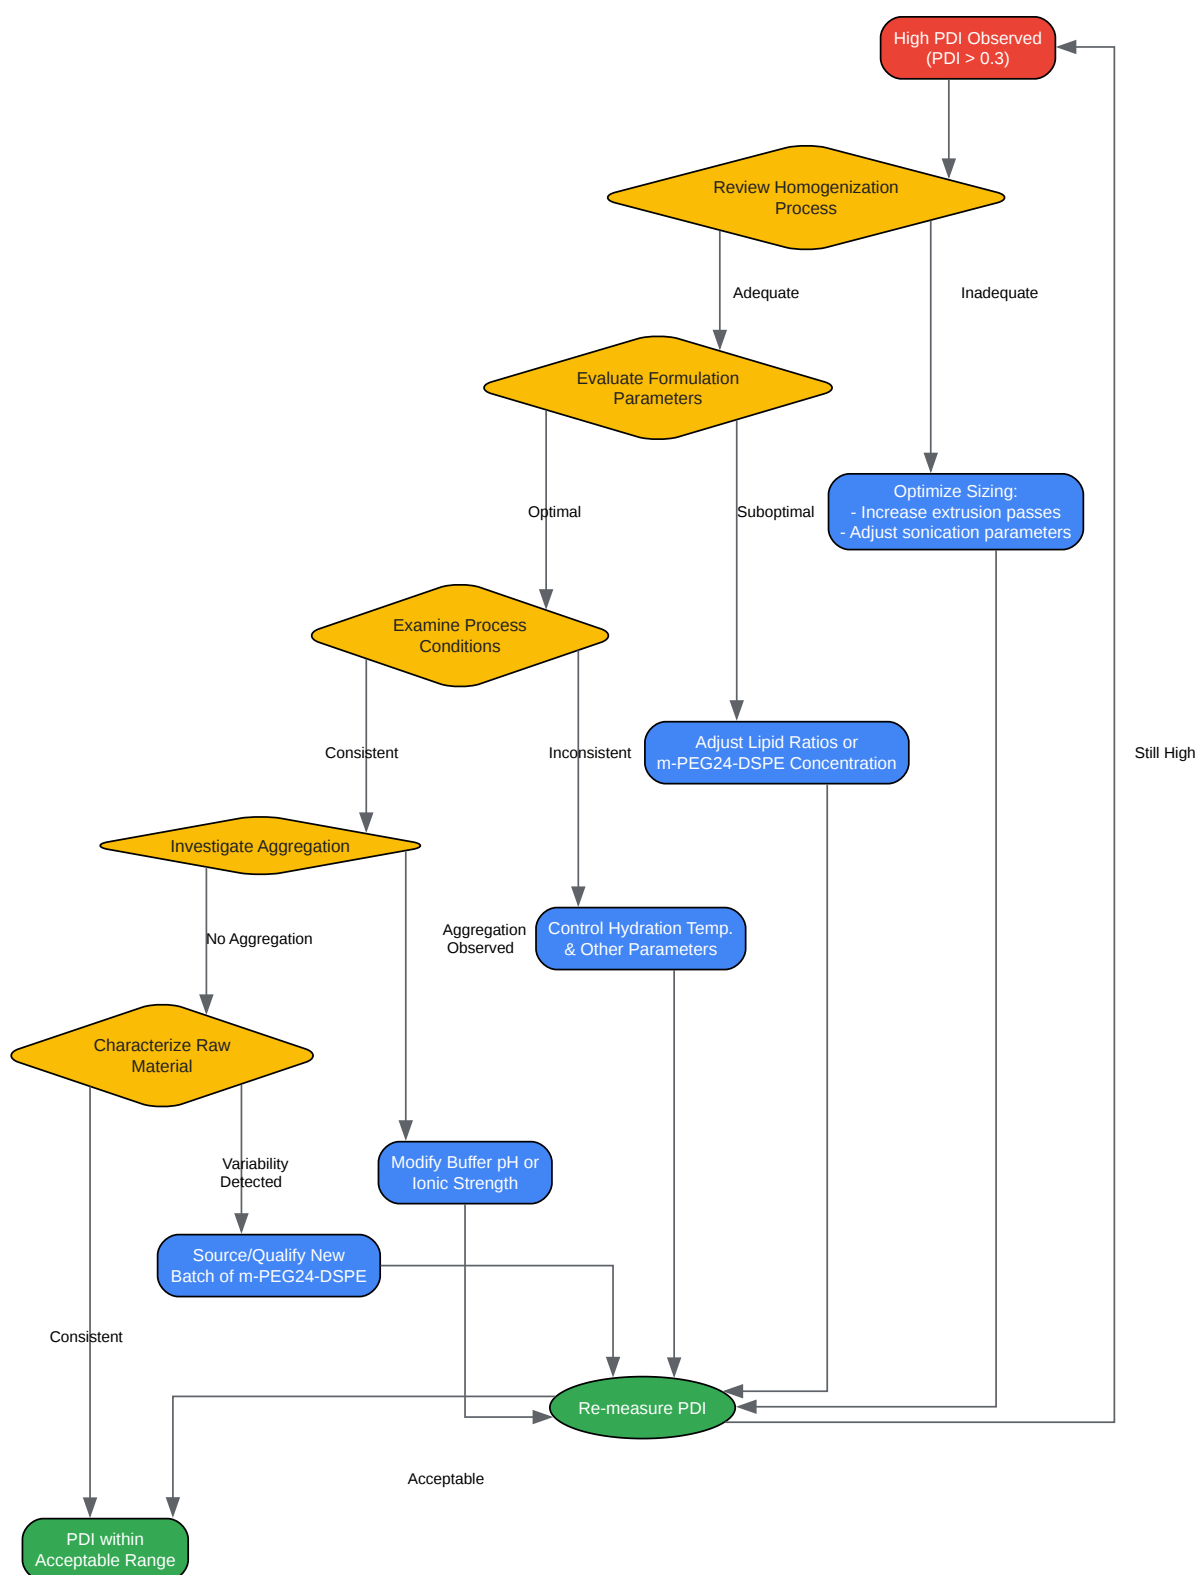 High PDI Observed
(PDI > 0.3)
Review Homogenization
Process
Adequate
Inadequate
Evaluate Formulation
Parameters
Optimal
Suboptimal
Optimize Sizing:
- Increase extrusion passes
- Adjust sonication parameters
Examine Process
Conditions
Consistent
Inconsistent
Adjust Lipid Ratios or
m-PEG24-DSPE Concentration
Still High
Investigate Aggregation
No Aggregation
Aggregation
Observed
Control Hydration Temp.
& Other Parameters
Characterize Raw
Material
Variability
Detected
Modify Buffer pH or
Ionic Strength
Source/Qualify New
Batch of m-PEG24-DSPE
Consistent
Re-measure PDI
Acceptable
PDI within
Acceptable Range